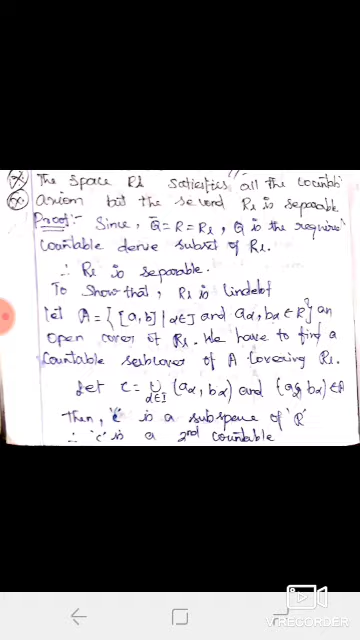 The space Rl satisfies all the countab
axiom but the second Rl is separable
Proof:- Since, Q̄ = R = Rl, Q is the require
Countable dense subset of Rl.
∴ Rl is separable.
To Show that, Rl is Lindelof
Let A = { [a, b] | α∈J and aα, bα ∈ R } an
open cover of Rl. We have to find a
Countable subcover of A covering Rl.
Let C = ∪ α∈I (aα, bα) and (aα, bα) ∈ R
Then, 'C' is a subspace of 'R'
∴ 'C' is a 2nd Countable
VIRECORDER